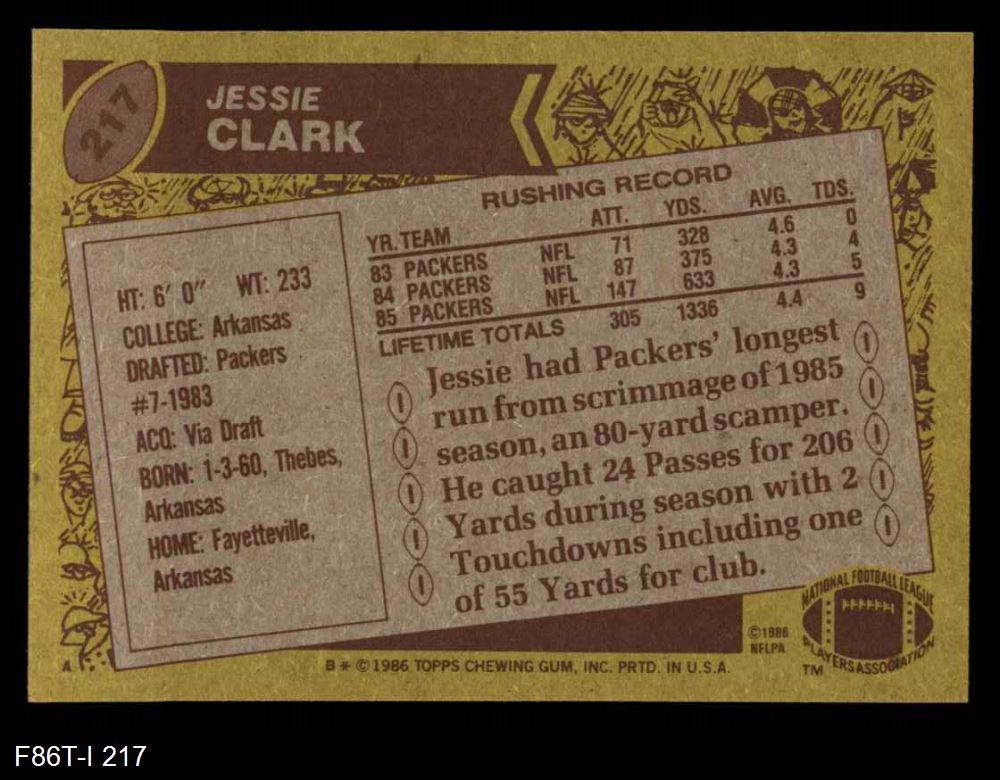 217
JESSIE
CLARK
RUSHING RECORD
YR. TEAM ATT. YDS. AVG. TDS.
83 PACKERS NFL 71 328 4.6 0
84 PACKERS NFL 87 375 4.3 4
85 PACKERS NFL 147 633 4.3 5
LIFETIME TOTALS 305 1336 4.4 9
HT: 6' 0" WT: 233
COLLEGE: Arkansas
DRAFTED: Packers
#7-1983
ACQ: Via Draft
BORN: 1-3-60, Thebes,
Arkansas
HOME: Fayetteville,
Arkansas
Jessie had Packers' longest
run from scrimmage of 1985
season, an 80-yard scamper.
He caught 24 Passes for 206
Yards during season with 2
Touchdowns including one
of 55 Yards for club.
NATIONAL FOOTBALL LEAGUE
PLAYERS ASSOCIATION
TM
©1986
NFLPA
A
B * © 1986 TOPPS CHEWING GUM, INC. PRTD. IN U.S.A.
F86T-I 217